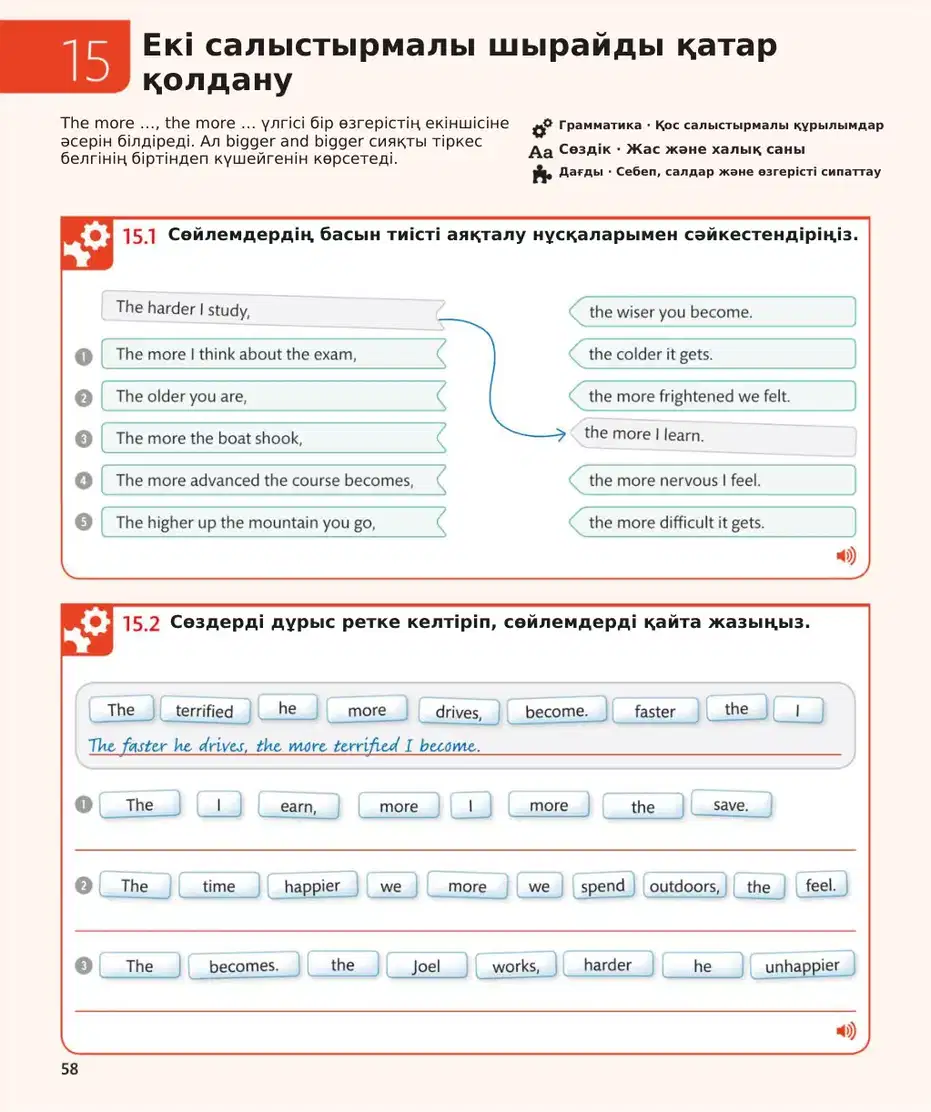 15
Екі салыстырмалы шырайды қатар
қолдану
The more ..., the more ... үлгісі бір өзгерістің екіншісіне
әсерін білдіреді. Ал bigger and bigger сияқты тіркес
белгінің біртіндеп күшейгенін көрсетеді.
Грамматика · Қос салыстырмалы құрылымдар
Aa Сөздік · Жас және халық саны
Дағды · Себеп, салдар және өзгерісті сипаттау
15.1 Сөйлемдердің басын тиісті аяқталу нұсқаларымен сәйкестендіріңіз.
The harder I study,
the wiser you become.
1 The more I think about the exam,
the colder it gets.
2 The older you are,
the more frightened we felt.
3 The more the boat shook,
the more I learn.
4 The more advanced the course becomes,
the more nervous I feel.
5 The higher up the mountain you go,
the more difficult it gets.
15.2 Сөздерді дұрыс ретке келтіріп, сөйлемдерді қайта жазыңыз.
The terrified he more drives, become. faster the I
The faster he drives, the more terrified I become.
1 The I earn, more I more the save.
2 The time happier we more we spend outdoors, the feel.
3 The becomes. the Joel works, harder he unhappier
58